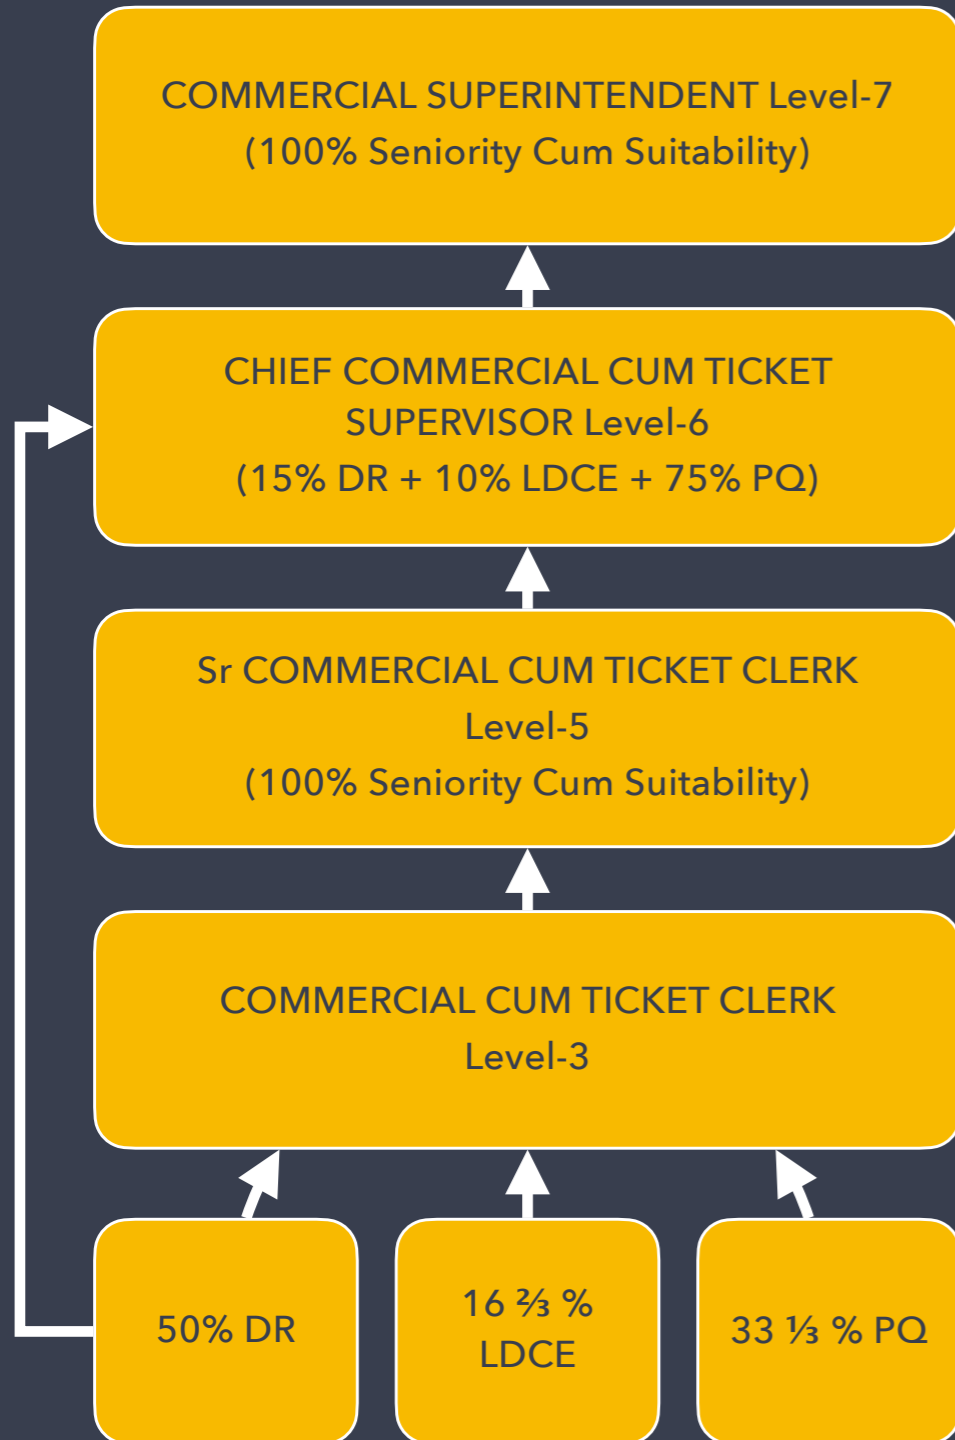 COMMERCIAL SUPERINTENDENT Level-7
(100% Seniority Cum Suitability)
CHIEF COMMERCIAL CUM TICKET
SUPERVISOR Level-6
(15% DR + 10% LDCE + 75% PQ)
Sr COMMERCIAL CUM TICKET CLERK
Level-5
(100% Seniority Cum Suitability)
COMMERCIAL CUM TICKET CLERK
Level-3
50% DR
16 ⅔ %
LDCE
33 ⅓ % PQ